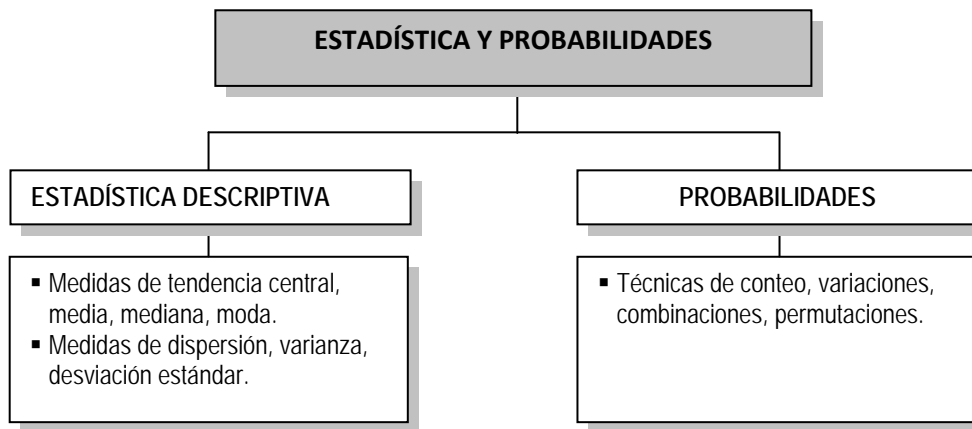 ESTADÍSTICA Y PROBABILIDADES
ESTADÍSTICA DESCRIPTIVA
▪ Medidas de tendencia central,
media, mediana, moda.
▪ Medidas de dispersión, varianza,
desviación estándar.
PROBABILIDADES
▪ Técnicas de conteo, variaciones,
combinaciones, permutaciones.